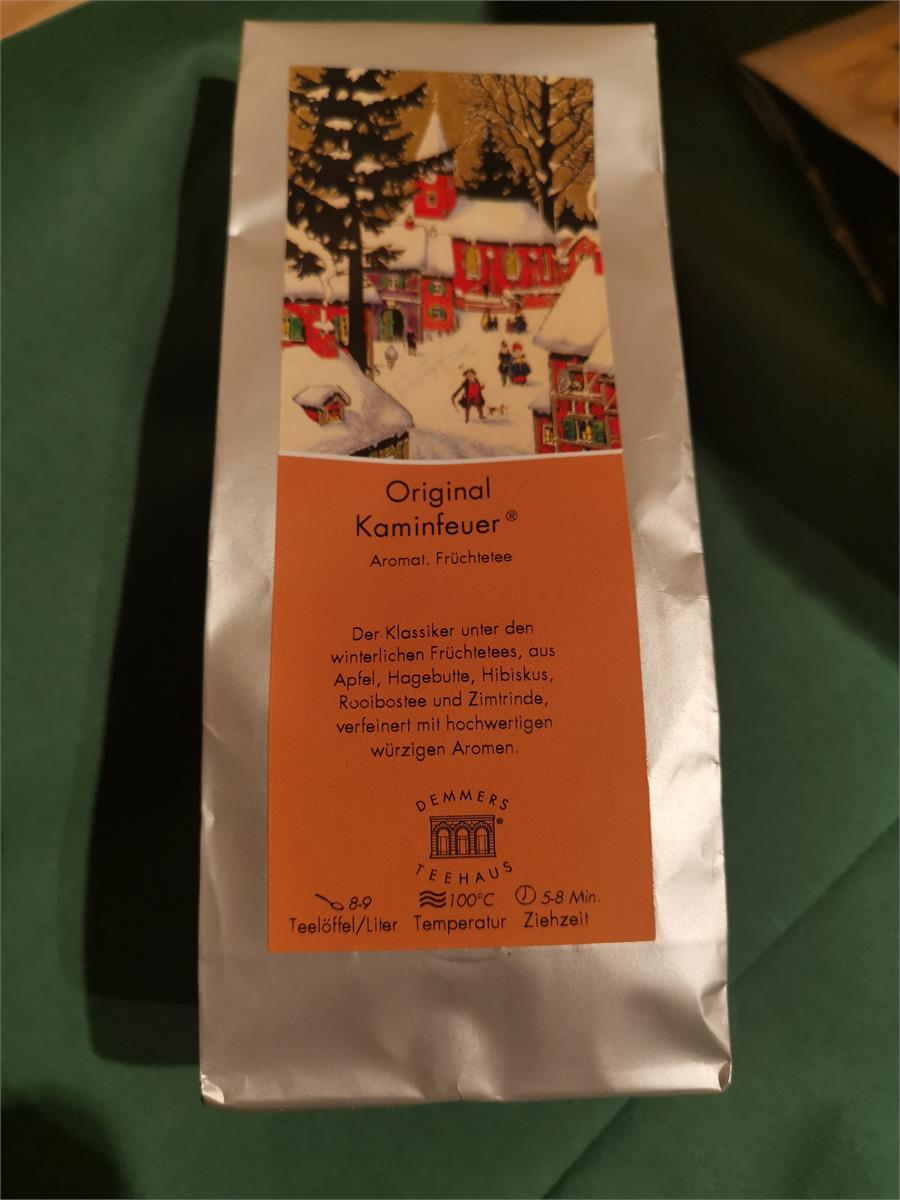 Original
Kaminfeuer®
Aromat. Früchtetee
Der Klassiker unter den
winterlichen Früchtetees, aus
Apfel, Hagebutte, Hibiskus,
Rooibostee und Zimtrinde,
verfeinert mit hochwertigen
würzigen Aromen.
DEMMERS
®
TEEHAUS
8-9 100°C 5-8 Min.
Teelöffel/Liter Temperatur Ziehzeit